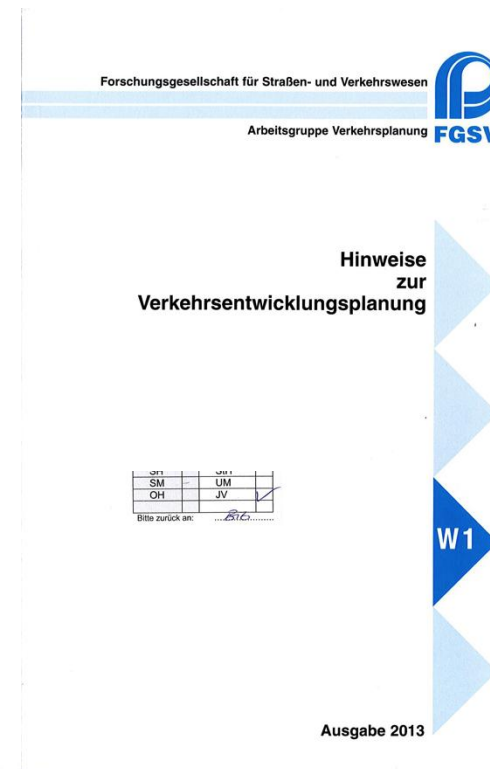 Forschungsgesellschaft für Straßen- und Verkehrswesen
FGSV
Arbeitsgruppe Verkehrsplanung
Hinweise
zur
Verkehrsentwicklungsplanung
SM - UM
OH JV ✓
Bitte zurück an: ....Bib.........
W1
Ausgabe 2013